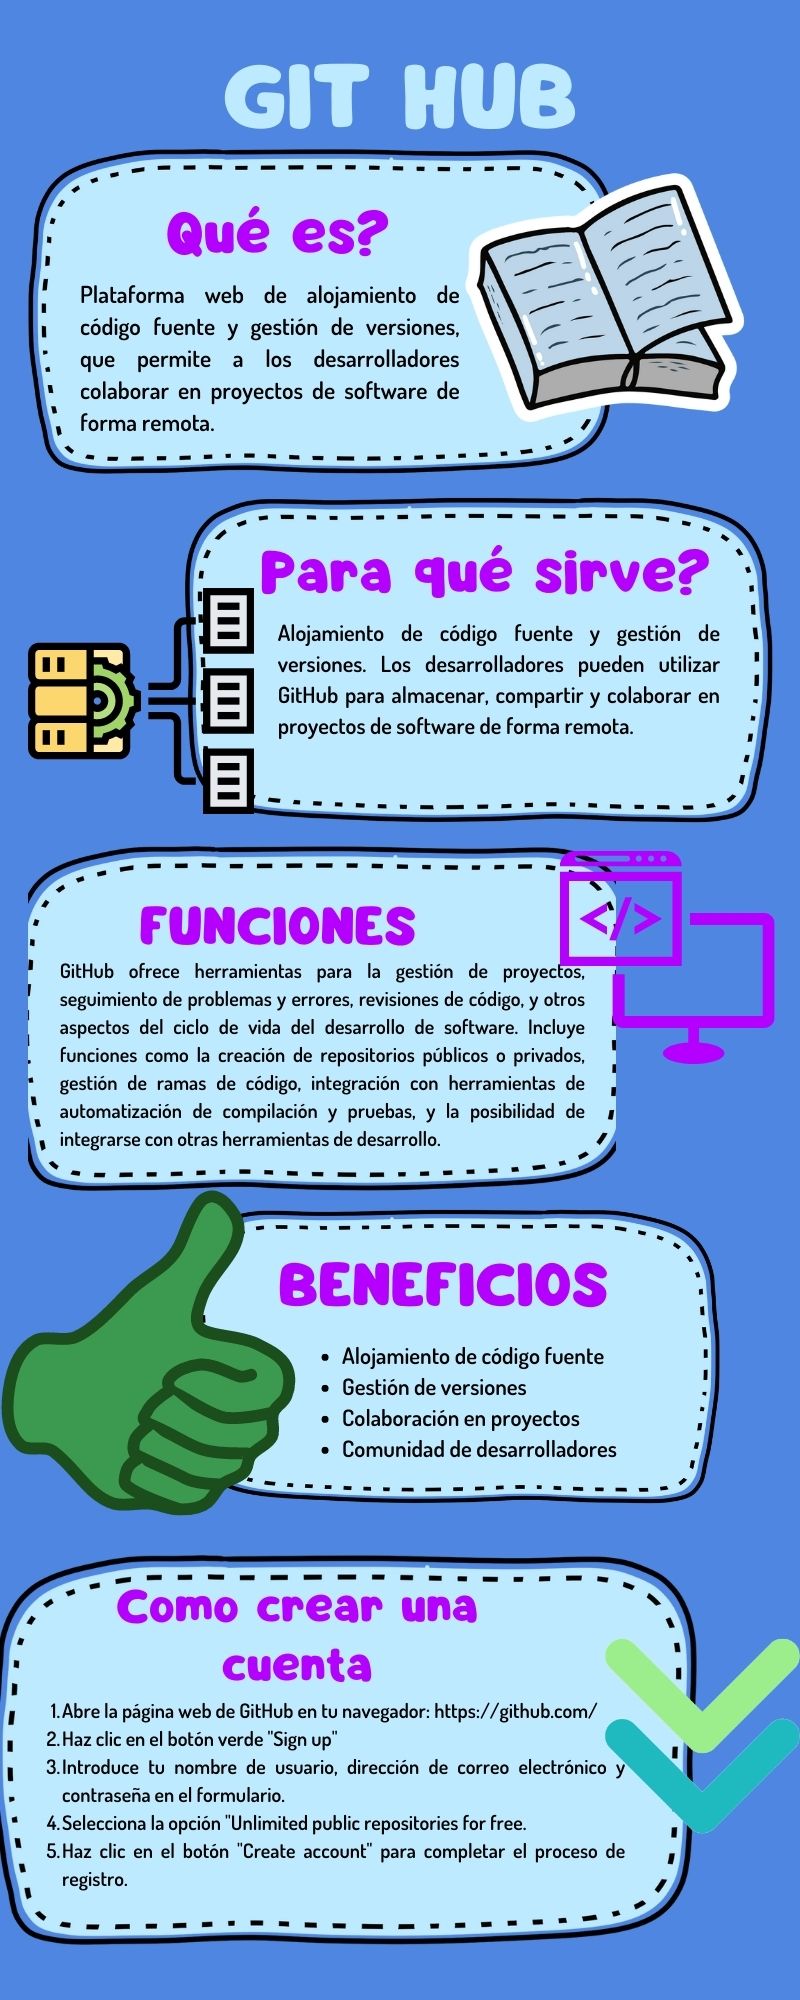 GIT HUB
Qué es?
Plataforma web de alojamiento de
código fuente y gestión de versiones,
que permite a los desarrolladores
colaborar en proyectos de software de
forma remota.
Para qué sirve?
Alojamiento de código fuente y gestión de
versiones. Los desarrolladores pueden utilizar
GitHub para almacenar, compartir y colaborar en
proyectos de software de forma remota.
</>
FUNCIONES
GitHub ofrece herramientas para la gestión de proyectos,
seguimiento de problemas y errores, revisiones de código, y otros
aspectos del ciclo de vida del desarrollo de software. Incluye
funciones como la creación de repositorios públicos o privados,
gestión de ramas de código, integración con herramientas de
automatización de compilación y pruebas, y la posibilidad de
integrarse con otras herramientas de desarrollo.
BENEFICIOS
• Alojamiento de código fuente
• Gestión de versiones
• Colaboración en proyectos
• Comunidad de desarrolladores
Como crear una
cuenta
1. Abre la página web de GitHub en tu navegador: https://github.com/
2. Haz clic en el botón verde "Sign up"
3. Introduce tu nombre de usuario, dirección de correo electrónico y
contraseña en el formulario.
4. Selecciona la opción "Unlimited public repositories for free.
5. Haz clic en el botón "Create account" para completar el proceso de
registro.